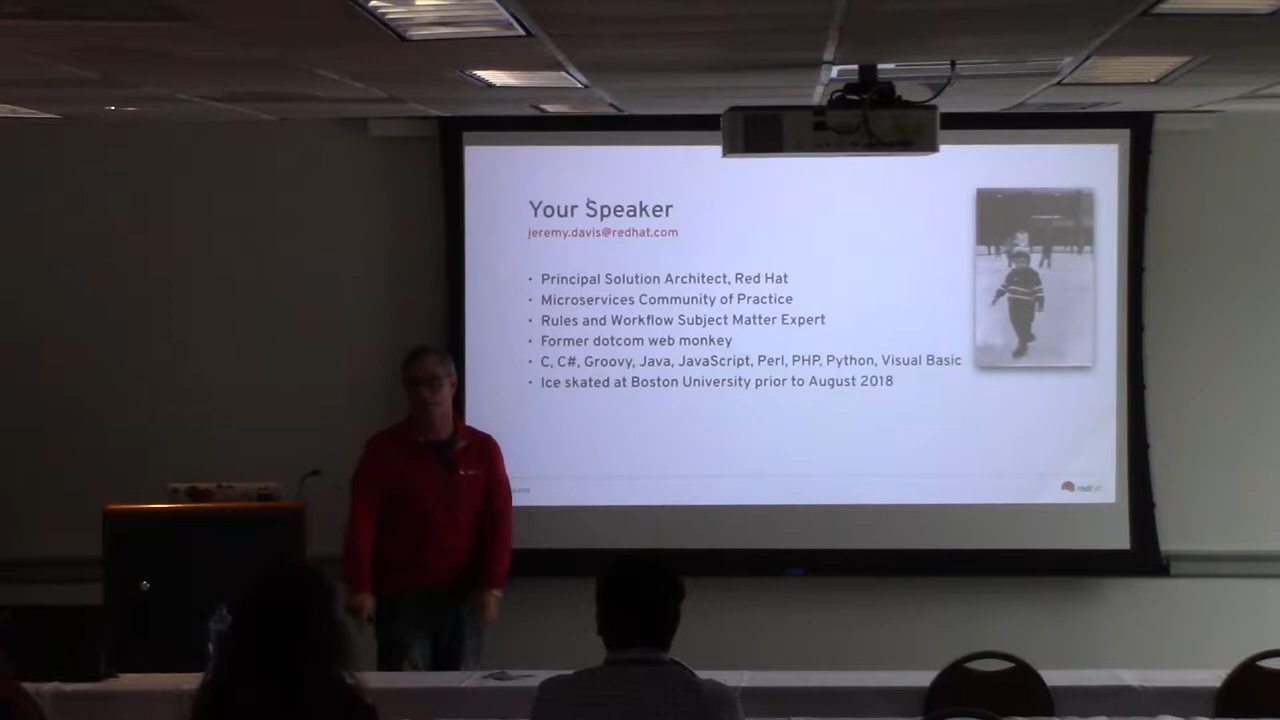 Your Speaker
jeremy.davis@redhat.com
• Principal Solution Architect, Red Hat
• Microservices Community of Practice
• Rules and Workflow Subject Matter Expert
• Former dotcom web monkey
• C, C#, Groovy, Java, JavaScript, Perl, PHP, Python, Visual Basic
• Ice skated at Boston University prior to August 2018
redhat